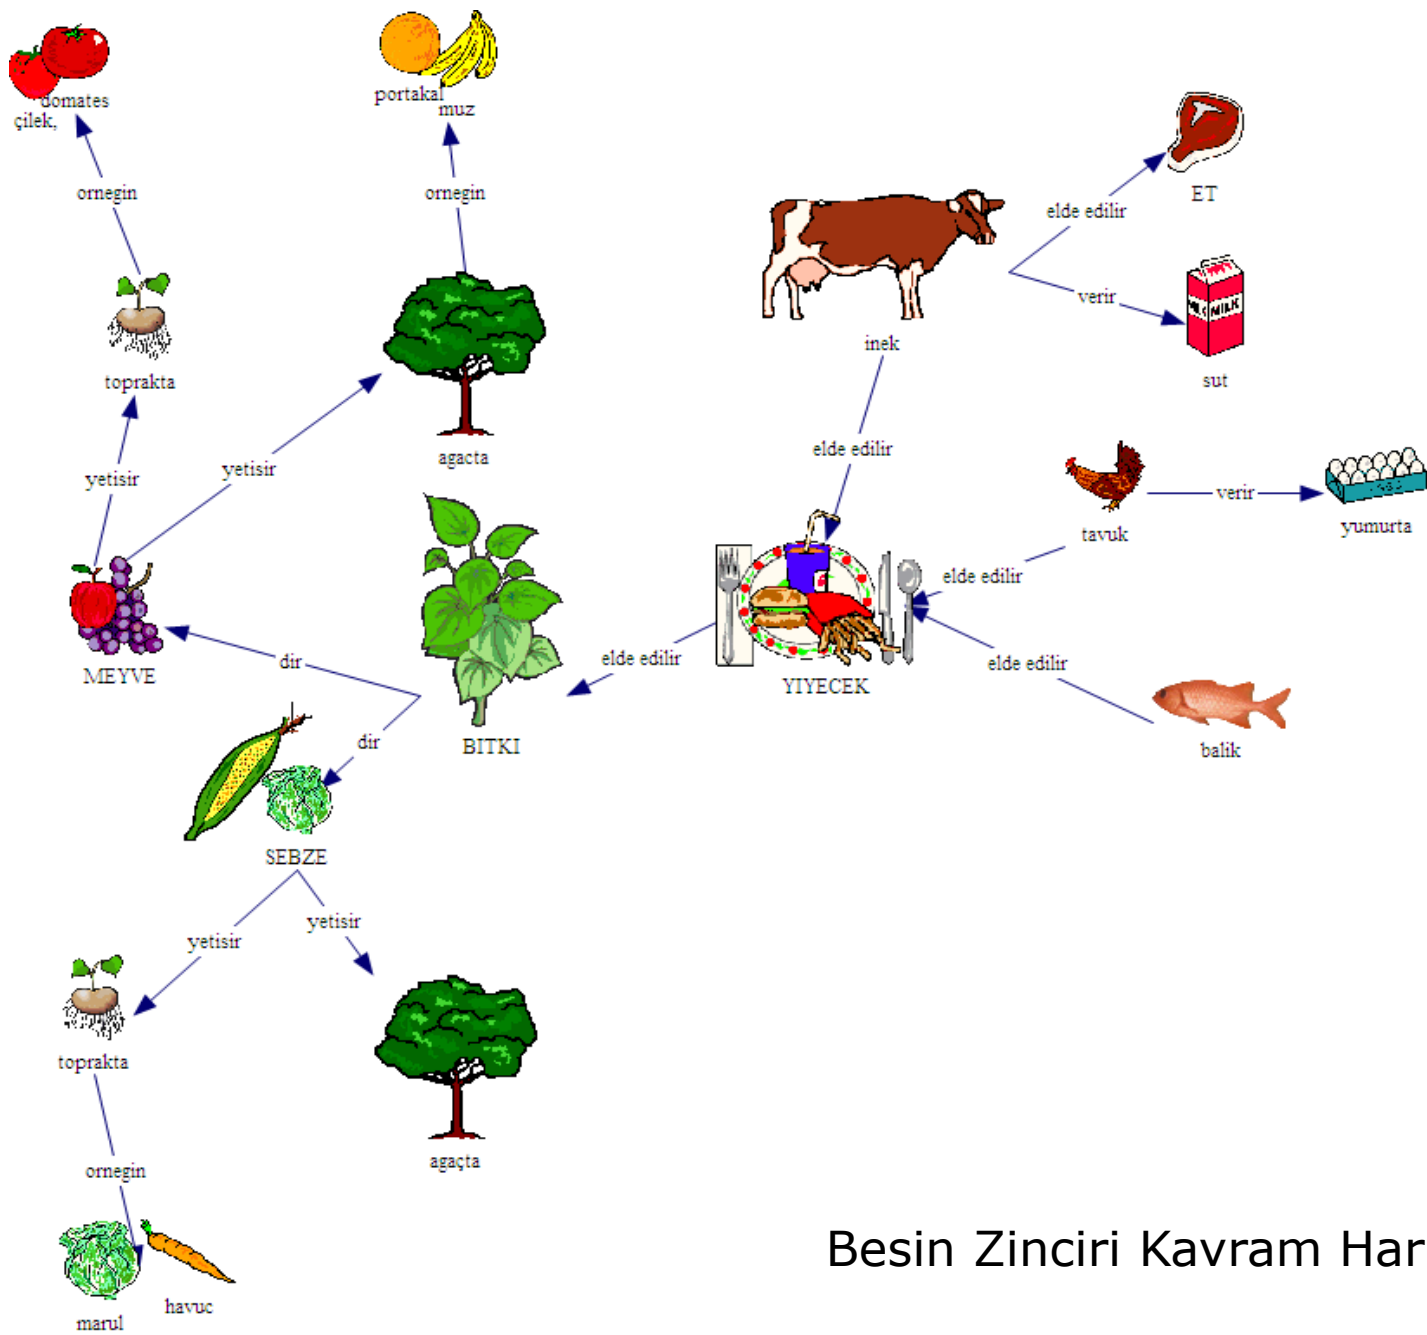 domates
çilek,
portakal
muz
ornegin
ornegin
ET
elde edilir
verir
MILK
sut
inek
toprakta
agacta
yetisir
yetisir
elde edilir
tavuk
verir
yumurta
elde edilir
MEYVE
dir
elde edilir
YIYECEK
elde edilir
balik
dir
BITKI
SEBZE
yetisir
yetisir
toprakta
agaçta
ornegin
marul
havuc
Besin Zinciri Kavram Har